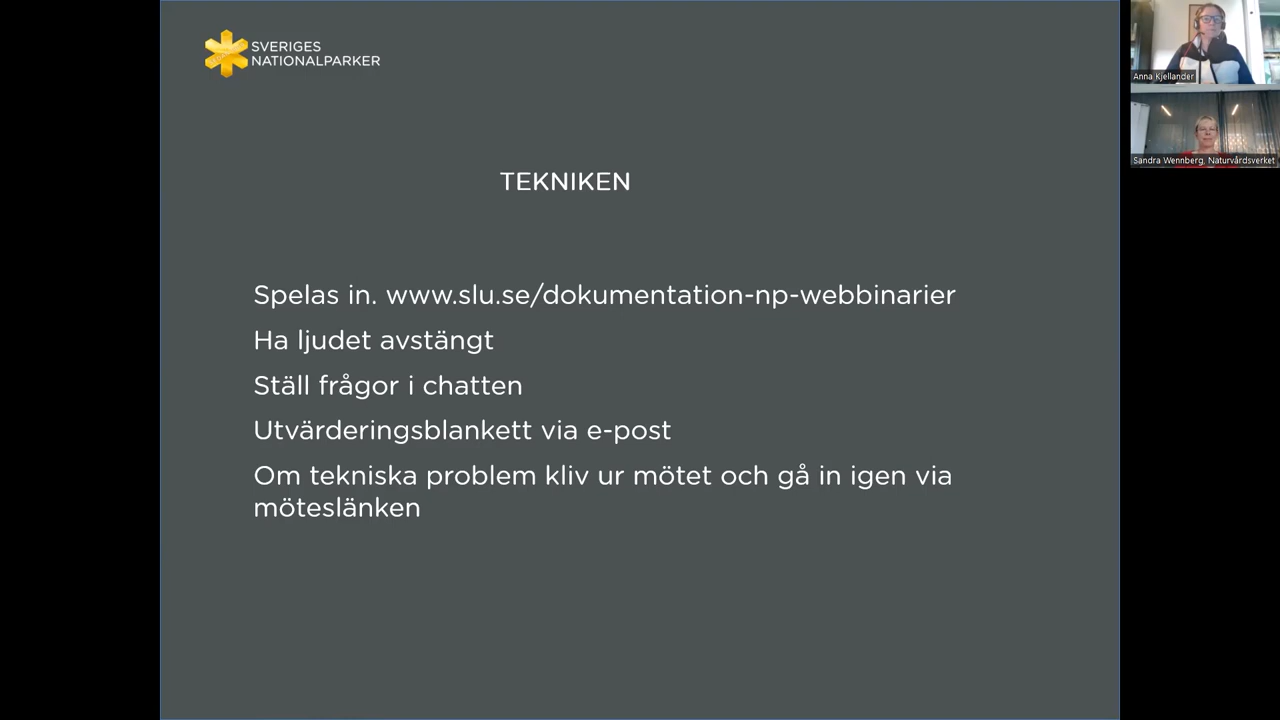 SVERIGES
NATIONALPARKER
TEKNIKEN
Spelas in. www.slu.se/dokumentation-np-webbinarier
Ha ljudet avstängt
Ställ frågor i chatten
Utvärderingsblankett via e-post
Om tekniska problem kliv ur mötet och gå in igen via
möteslänken
Anna Kjellander
Sandra Wennberg, Naturvårdsverket